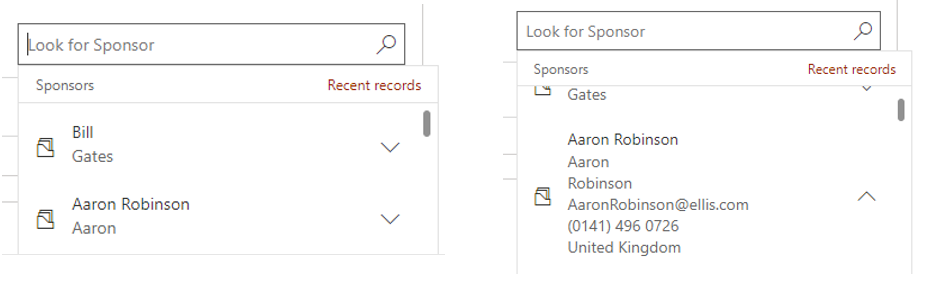 Look for Sponsor
Sponsors Recent records
Bill
Gates
Aaron Robinson
Aaron
Look for Sponsor
Sponsors Recent records
Gates
Aaron Robinson
Aaron
Robinson
AaronRobinson@ellis.com
(0141) 496 0726
United Kingdom